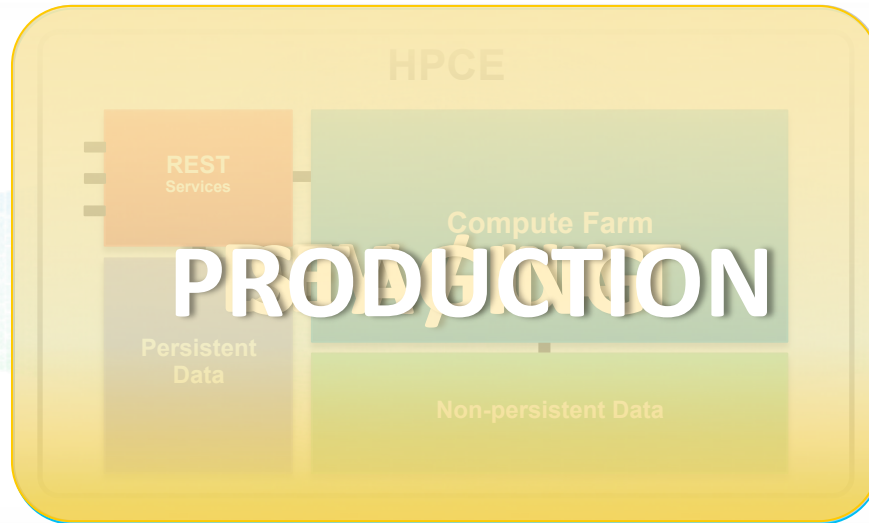 HPCE
REST
Services
Compute Farm
PRODUCTION
Persistent
Data
Non-persistent Data